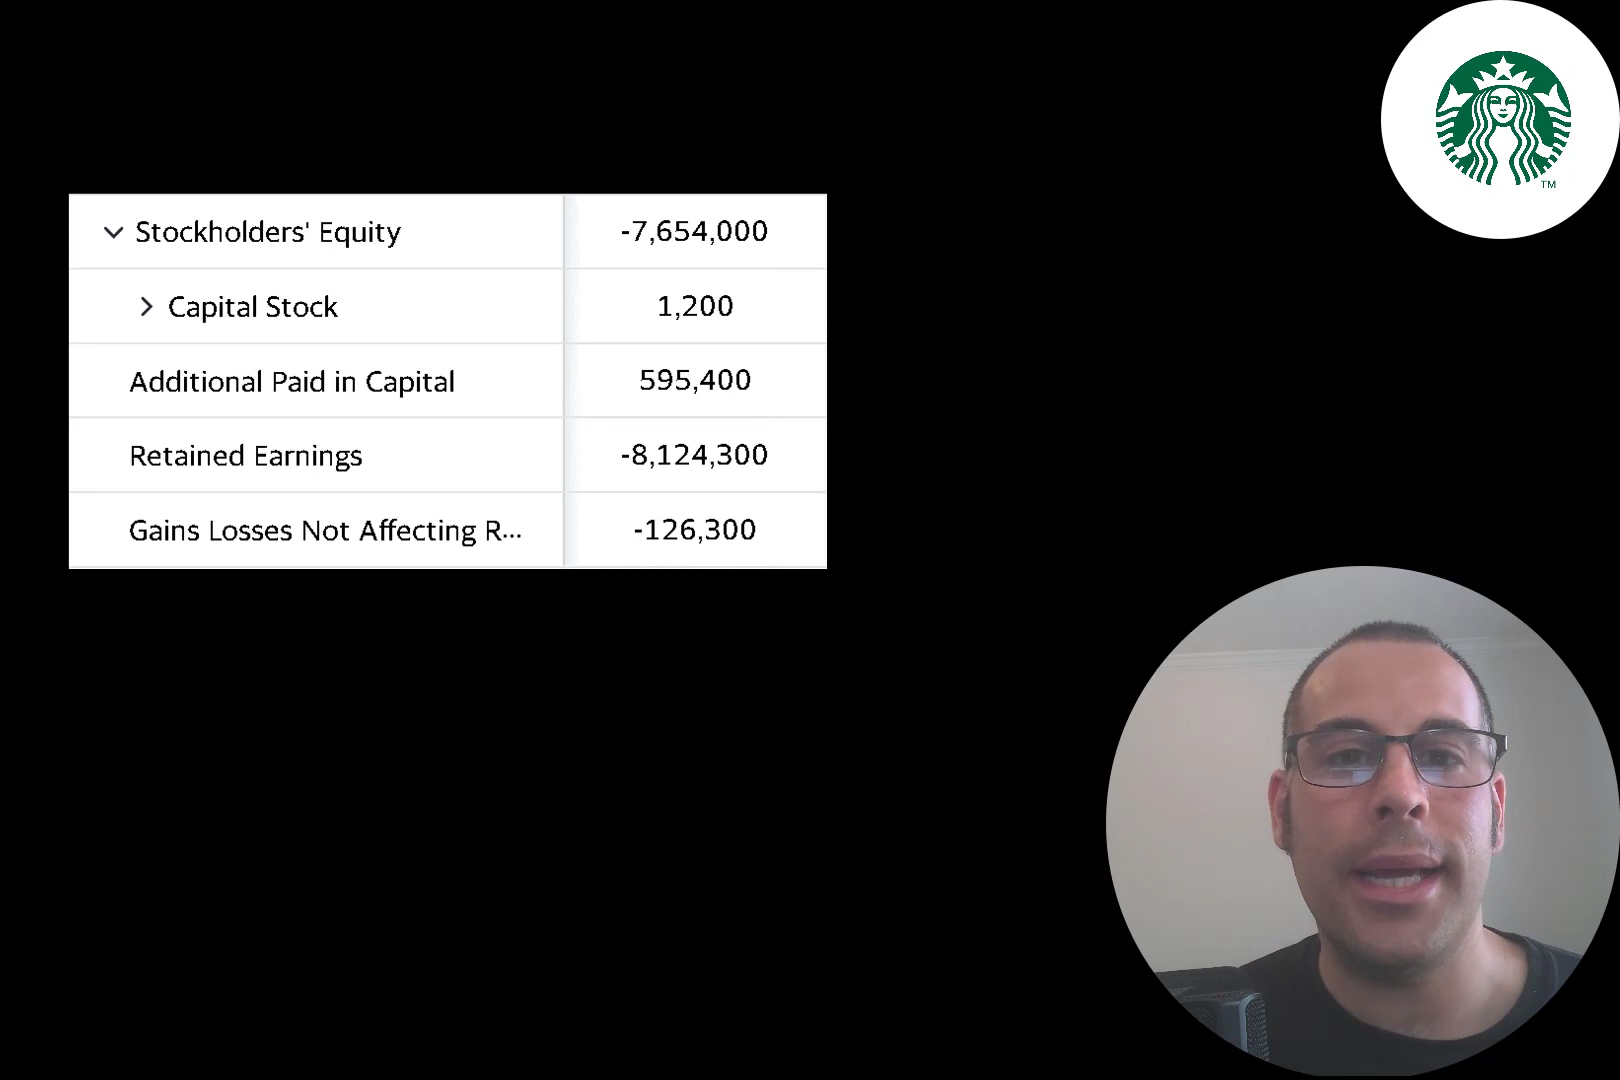 Stockholders' Equity -7,654,000
Capital Stock 1,200
Additional Paid in Capital 595,400
Retained Earnings -8,124,300
Gains Losses Not Affecting R... -126,300
TM